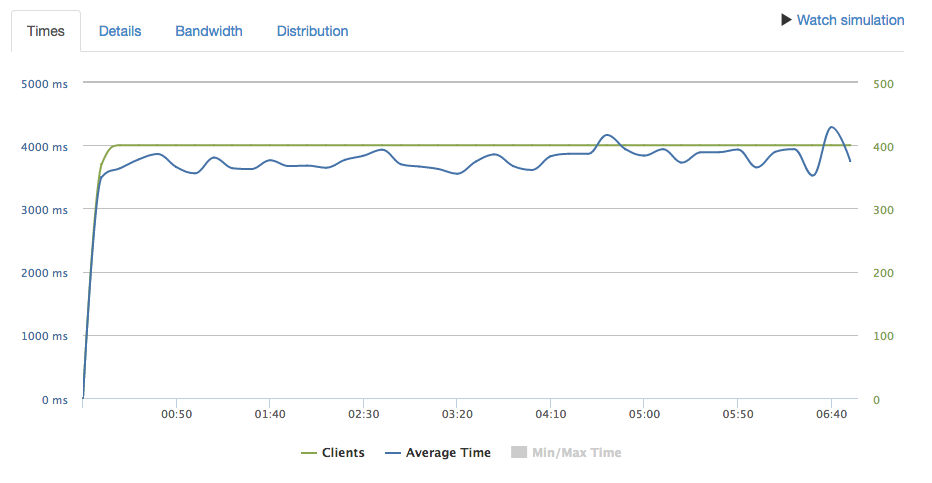 Times Details Bandwidth Distribution ▶ Watch simulation
5000 ms 500
4000 ms 400
3000 ms 300
2000 ms 200
1000 ms 100
0 ms 0
00:50 01:40 02:30 03:20 04:10 05:00 05:50 06:40
Clients Average Time Min/Max Time